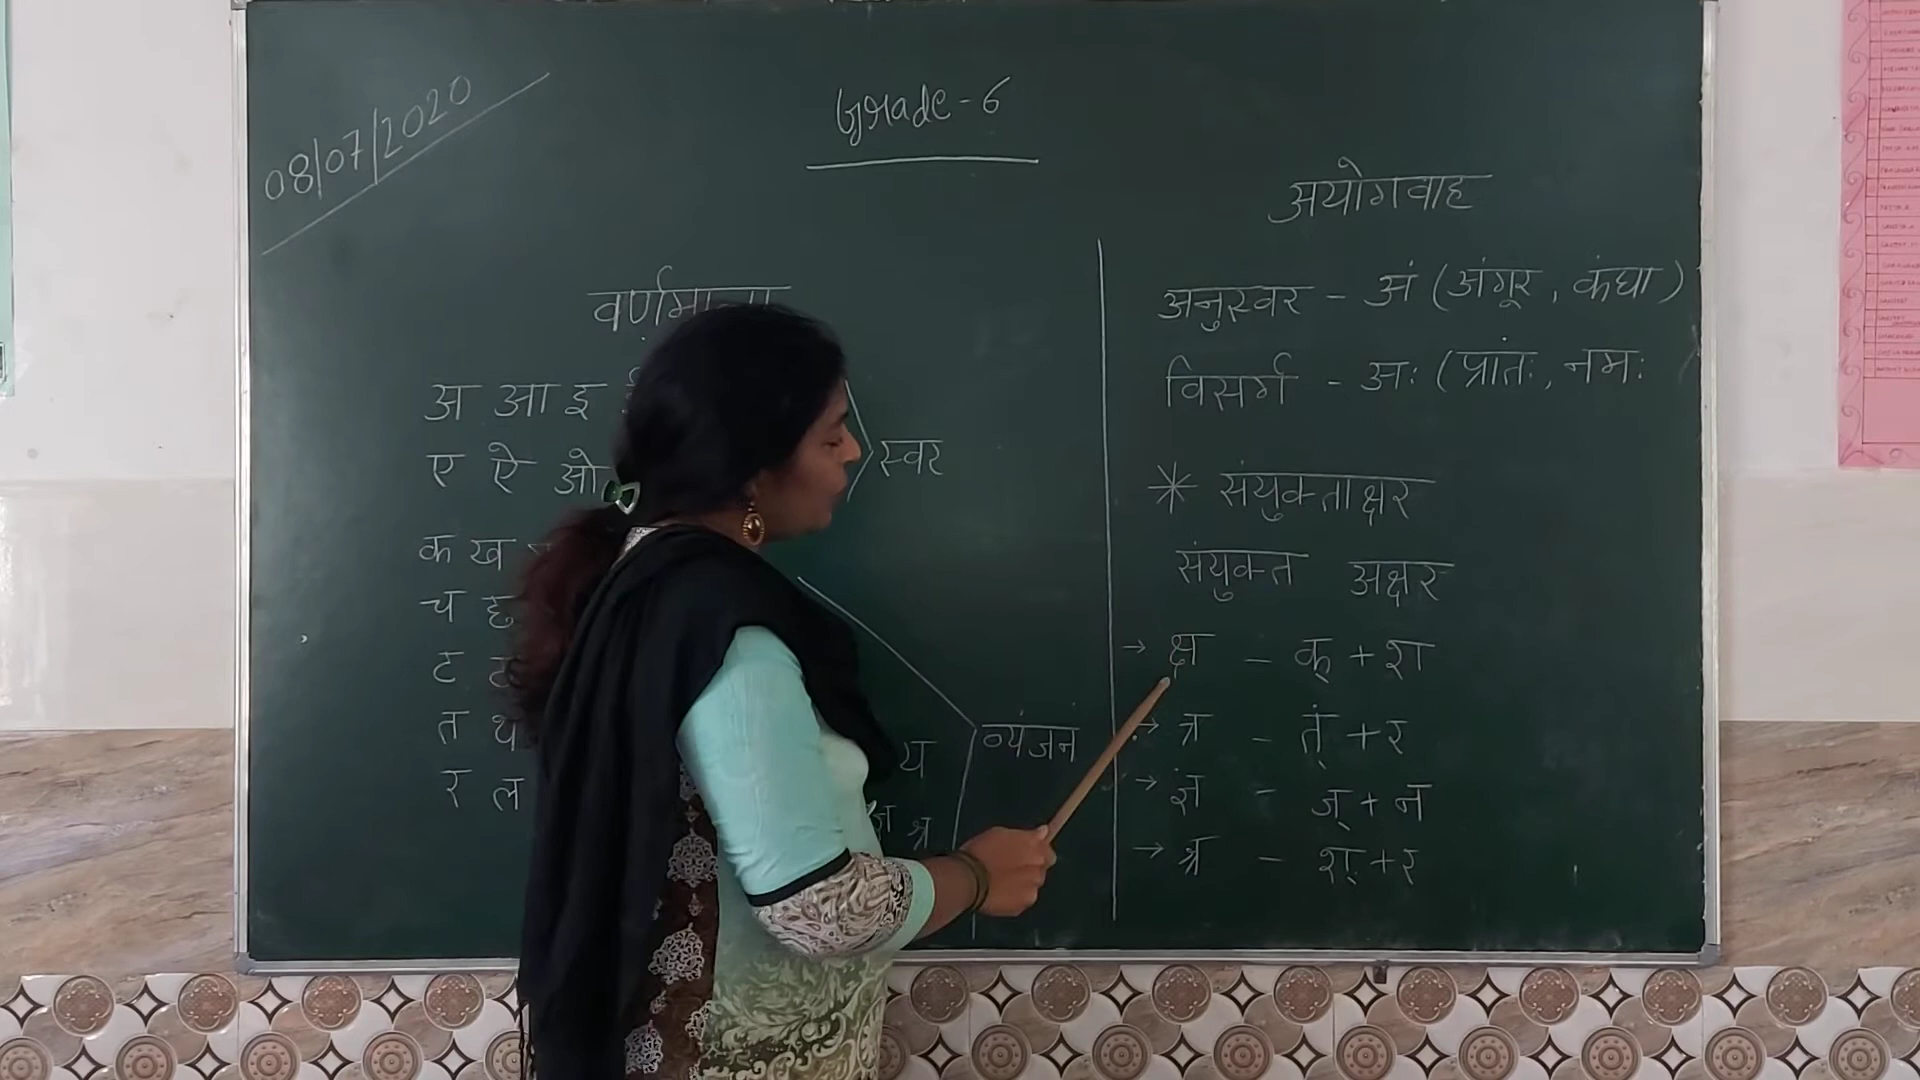 08/07/2020
Grade - 6
वर्णमाला
अ आ इ
ए ऐ ओ
स्वर
क ख
च छ
ट
त थ
य
र ल
श्र
व्यंजन
अयोगवाह
अनुस्वर - अं (अंगूर, कंघा)
विसर्ग - अः (प्रांतः, नमः
* संयुक्ताक्षर
संयुक्त अक्षर
→ क्ष - क् + श
→ त्र - त् + र
→ ज्ञ - ज् + न
→ श्र - श् + र